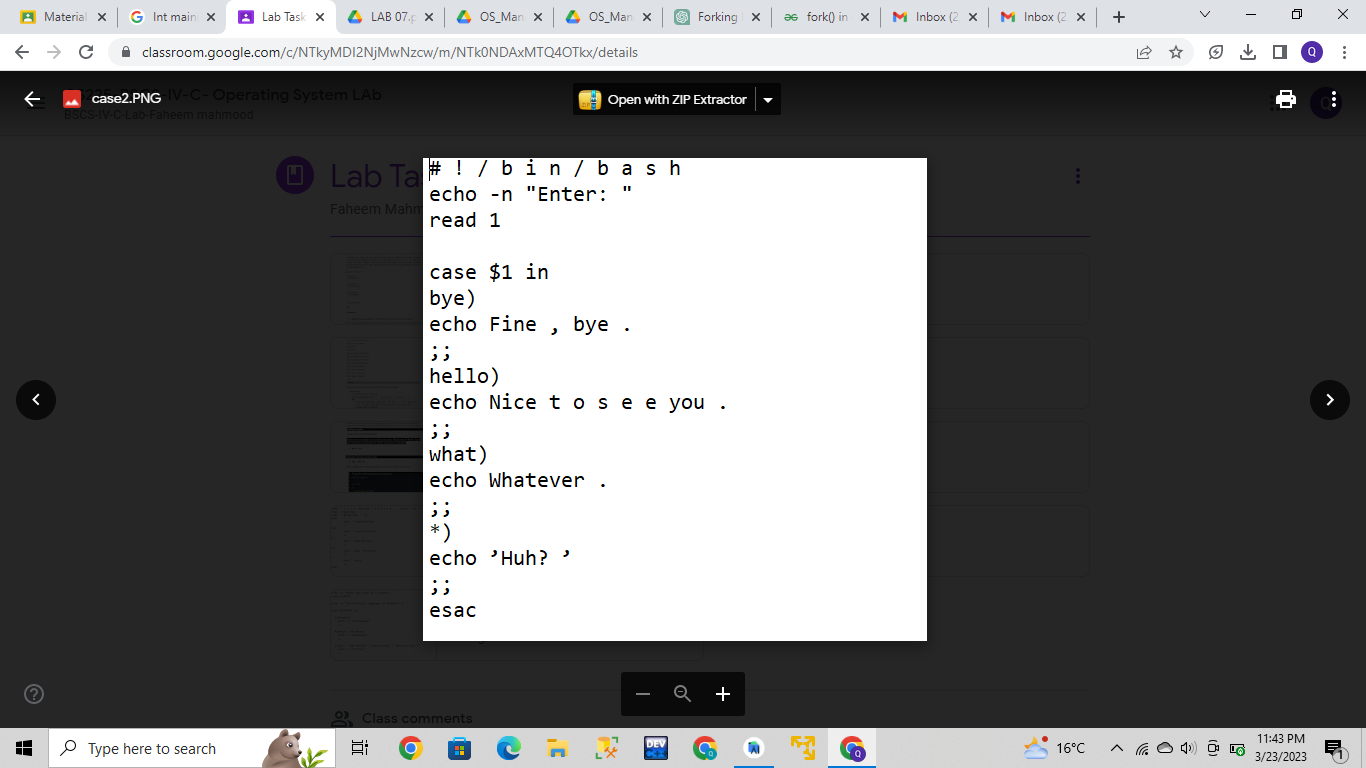 Material
Int main
Lab Task
LAB 07.p
OS_Man
OS_Man
Forking
fork() in
Inbox (2
Inbox (2
classroom.google.com/c/NTkyMDI2NjMwNzcw/m/NTk0NDAxMTQ4OTkx/details
case2.PNG
-IV-C- Operating System LAb
BSCS-IV-C-Lab-Faheem mahmood
Open with ZIP Extractor
Lab Ta
Faheem Mahm
# ! / b i n / b a s h
echo -n "Enter: "
read 1
case $1 in
bye)
echo Fine , bye .
;;
hello)
echo Nice t o s e e you .
;;
what)
echo Whatever .
;;
*)
echo ’Huh? ’
;;
esac
Class comments
Type here to search
DEV
16°C
11:43 PM
3/23/2023
1